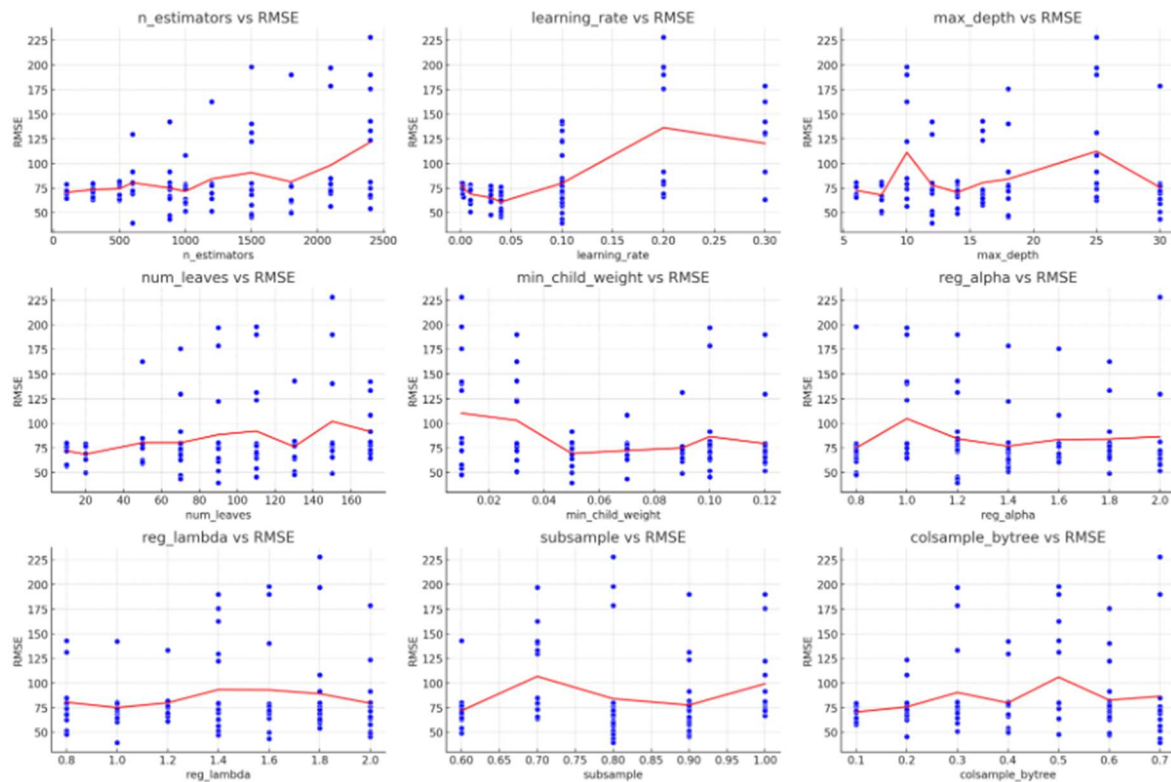 n_estimators vs RMSE
225
200
175
150
125
100
75
50
RMSE
0 500 1000 1500 2000 2500
n_estimators
learning_rate vs RMSE
225
200
175
150
125
100
75
50
RMSE
0.00 0.05 0.10 0.15 0.20 0.25 0.30
learning_rate
max_depth vs RMSE
225
200
175
150
125
100
75
50
RMSE
5 10 15 20 25 30
max_depth
num_leaves vs RMSE
225
200
175
150
125
100
75
50
RMSE
20 40 60 80 100 120 140 160
num_leaves
min_child_weight vs RMSE
225
200
175
150
125
100
75
50
RMSE
0.02 0.04 0.06 0.08 0.10 0.12
min_child_weight
reg_alpha vs RMSE
225
200
175
150
125
100
75
50
RMSE
0.8 1.0 1.2 1.4 1.6 1.8 2.0
reg_alpha
reg_lambda vs RMSE
225
200
175
150
125
100
75
50
RMSE
0.8 1.0 1.2 1.4 1.6 1.8 2.0
reg_lambda
subsample vs RMSE
225
200
175
150
125
100
75
50
RMSE
0.60 0.65 0.70 0.75 0.80 0.85 0.90 0.95 1.00
subsample
colsample_bytree vs RMSE
225
200
175
150
125
100
75
50
RMSE
0.1 0.2 0.3 0.4 0.5 0.6 0.7
colsample_bytree